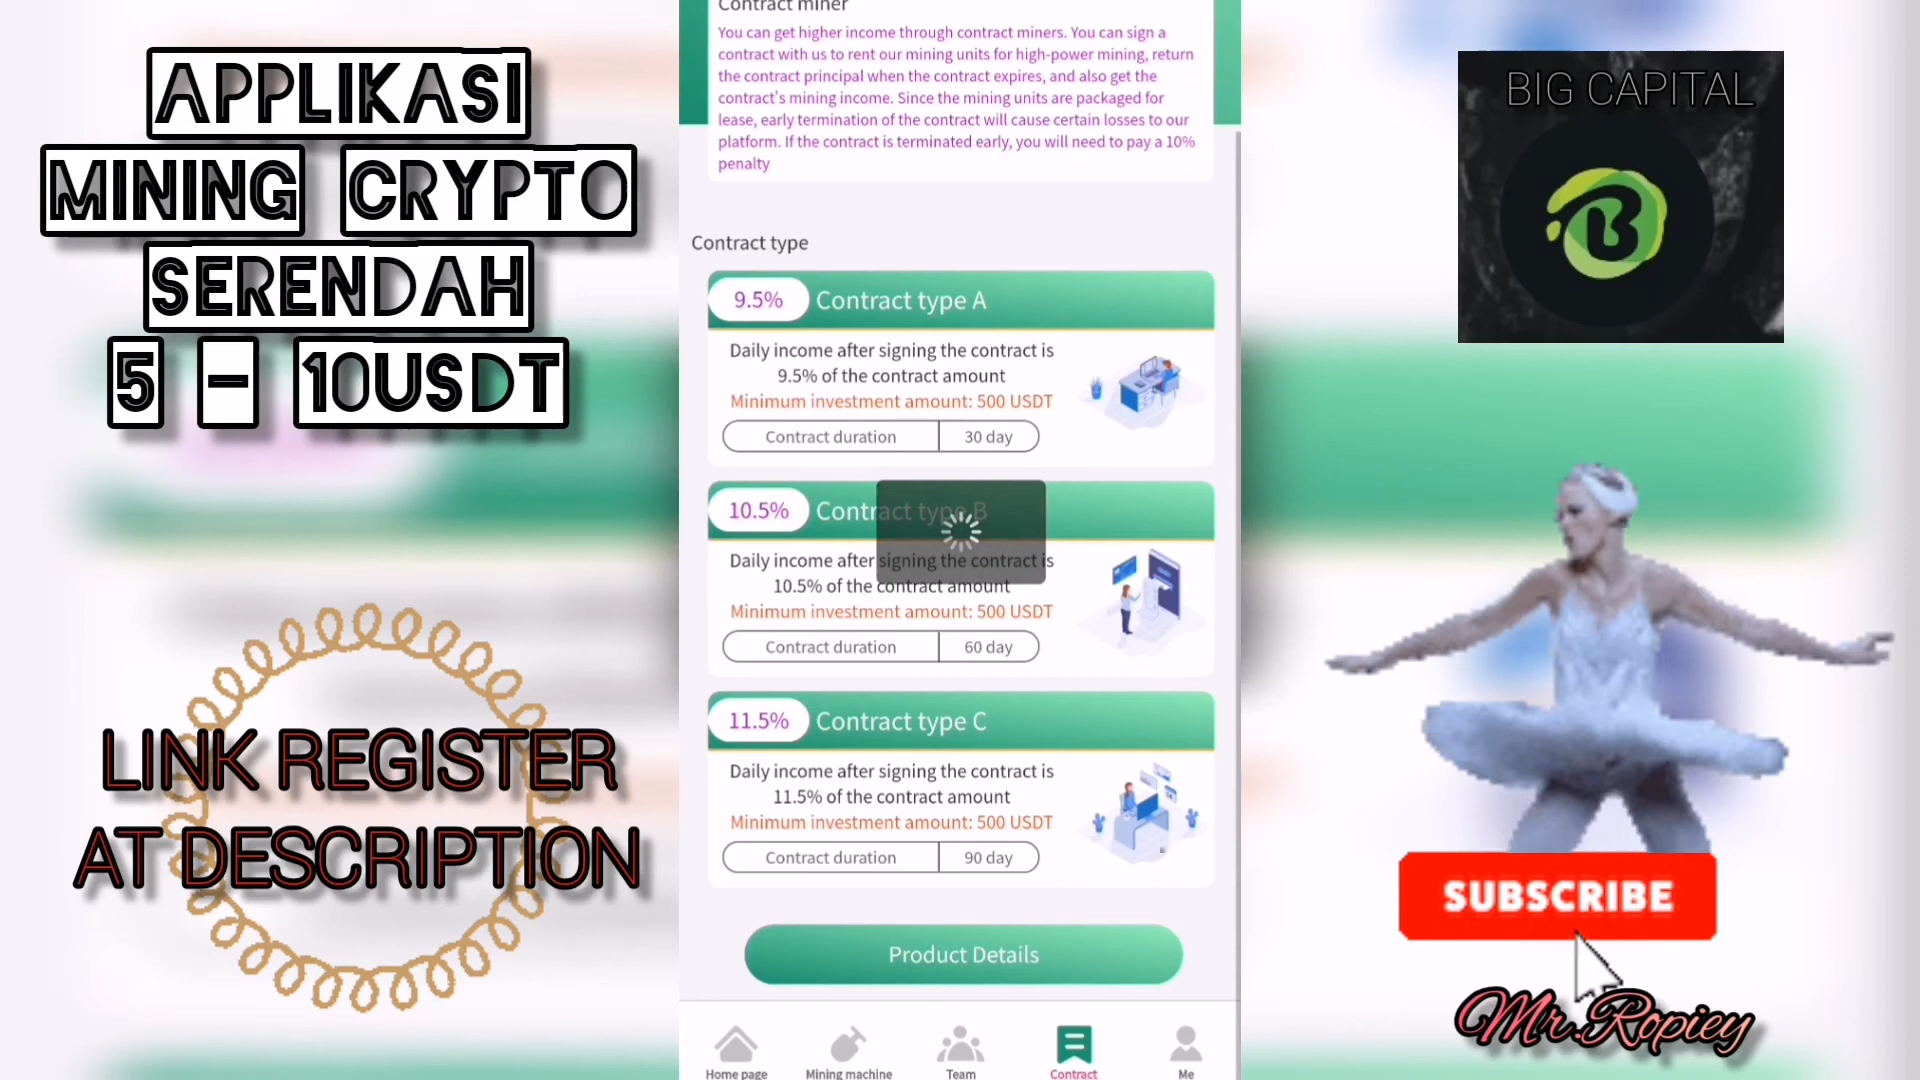 APPLIKASI
MINING CRYPTO
SERENDAH
5 - 10USDT
LINK REGISTER
AT DESCRIPTION
Contract miner
You can get higher income through contract miners. You can sign a
contract with us to rent our mining units for high-power mining, return
the contract principal when the contract expires, and also get the
contract's mining income. Since the mining units are packaged for
lease, early termination of the contract will cause certain losses to our
platform. If the contract is terminated early, you will need to pay a 10%
penalty
Contract type
9.5% Contract type A
Daily income after signing the contract is
9.5% of the contract amount
Minimum investment amount: 500 USDT
Contract duration 30 day
10.5% Contract type B
Daily income after signing the contract is
10.5% of the contract amount
Minimum investment amount: 500 USDT
Contract duration 60 day
11.5% Contract type C
Daily income after signing the contract is
11.5% of the contract amount
Minimum investment amount: 500 USDT
Contract duration 90 day
Product Details
Home page Mining machine Team Contract Me
BIG CAPITAL
B
SUBSCRIBE
Mr.Ropiey